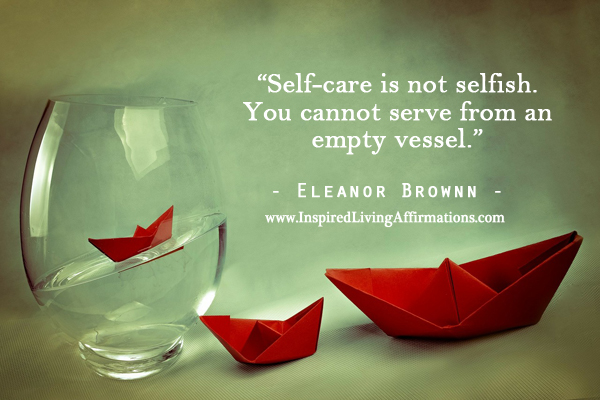 “Self-care is not selfish.
You cannot serve from an
empty vessel.”
- Eleanor Brownn -
www.InspiredLivingAffirmations.com